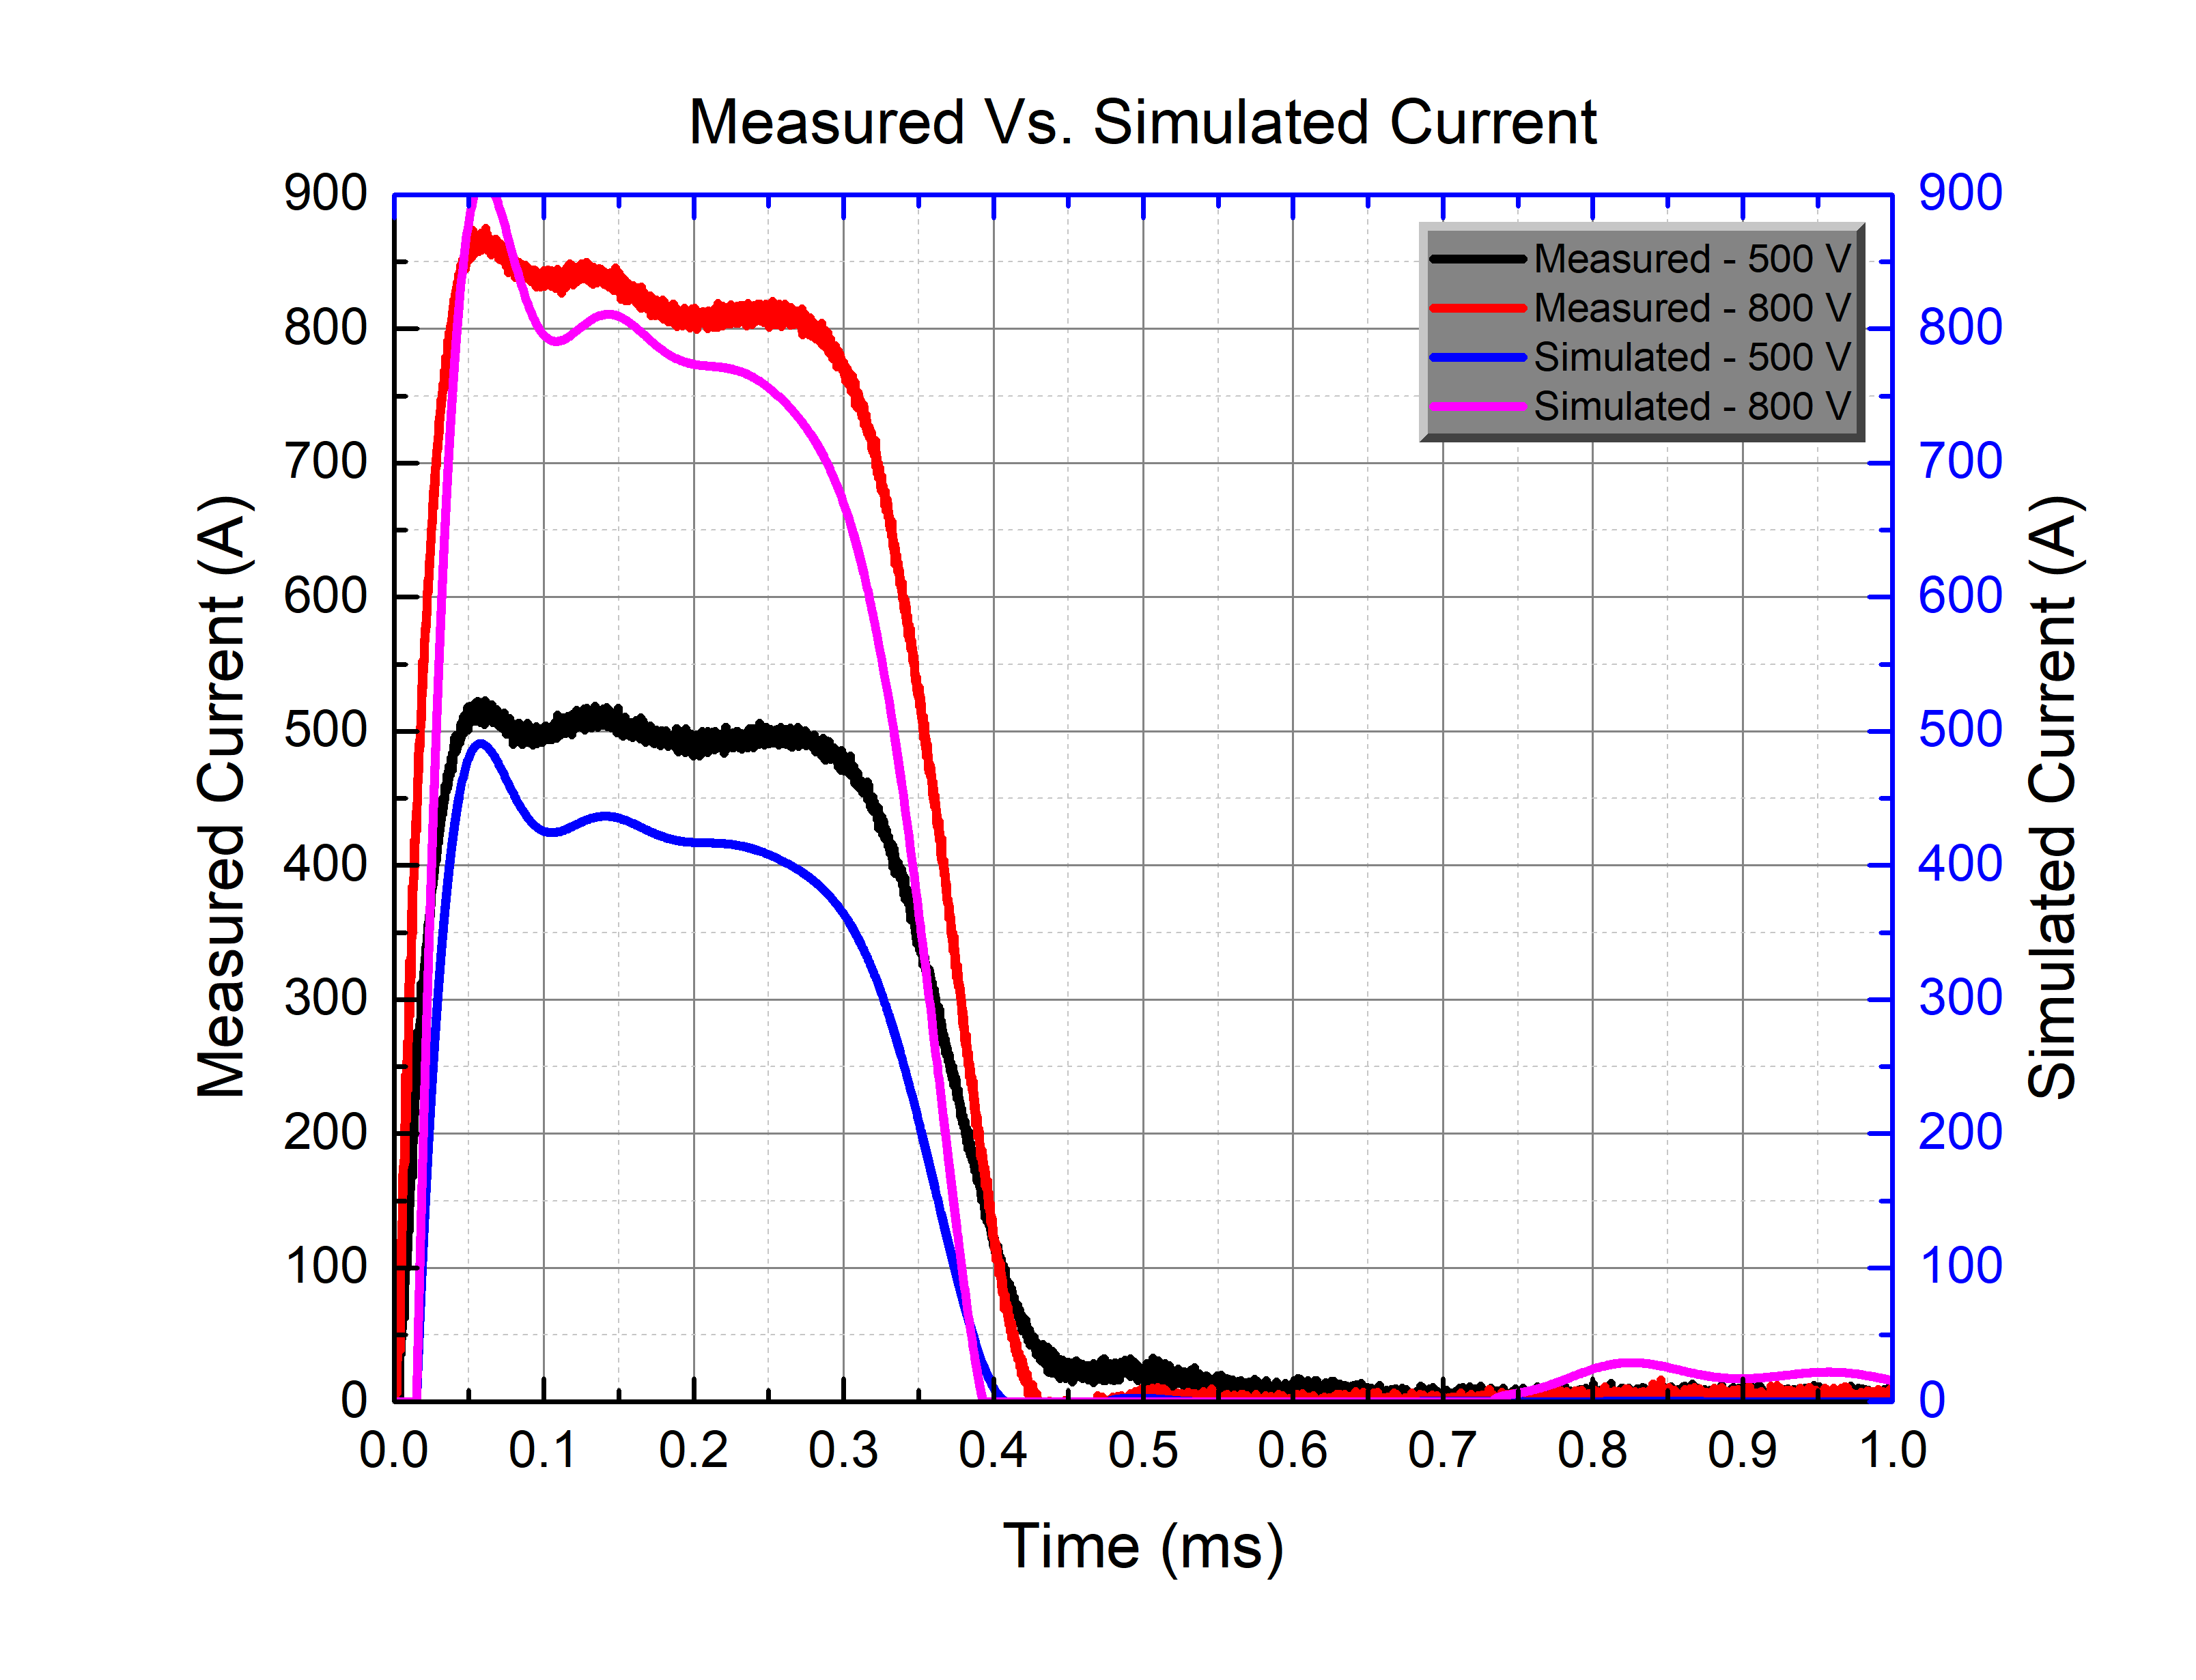 Measured Vs. Simulated Current
900
800
700
600
500
400
300
200
100
0
Measured Current (A)
Measured - 500 V
Measured - 800 V
Simulated - 500 V
Simulated - 800 V
900
800
700
600
500
400
300
200
100
0
Simulated Current (A)
0.0 0.1 0.2 0.3 0.4 0.5 0.6 0.7 0.8 0.9 1.0
Time (ms)